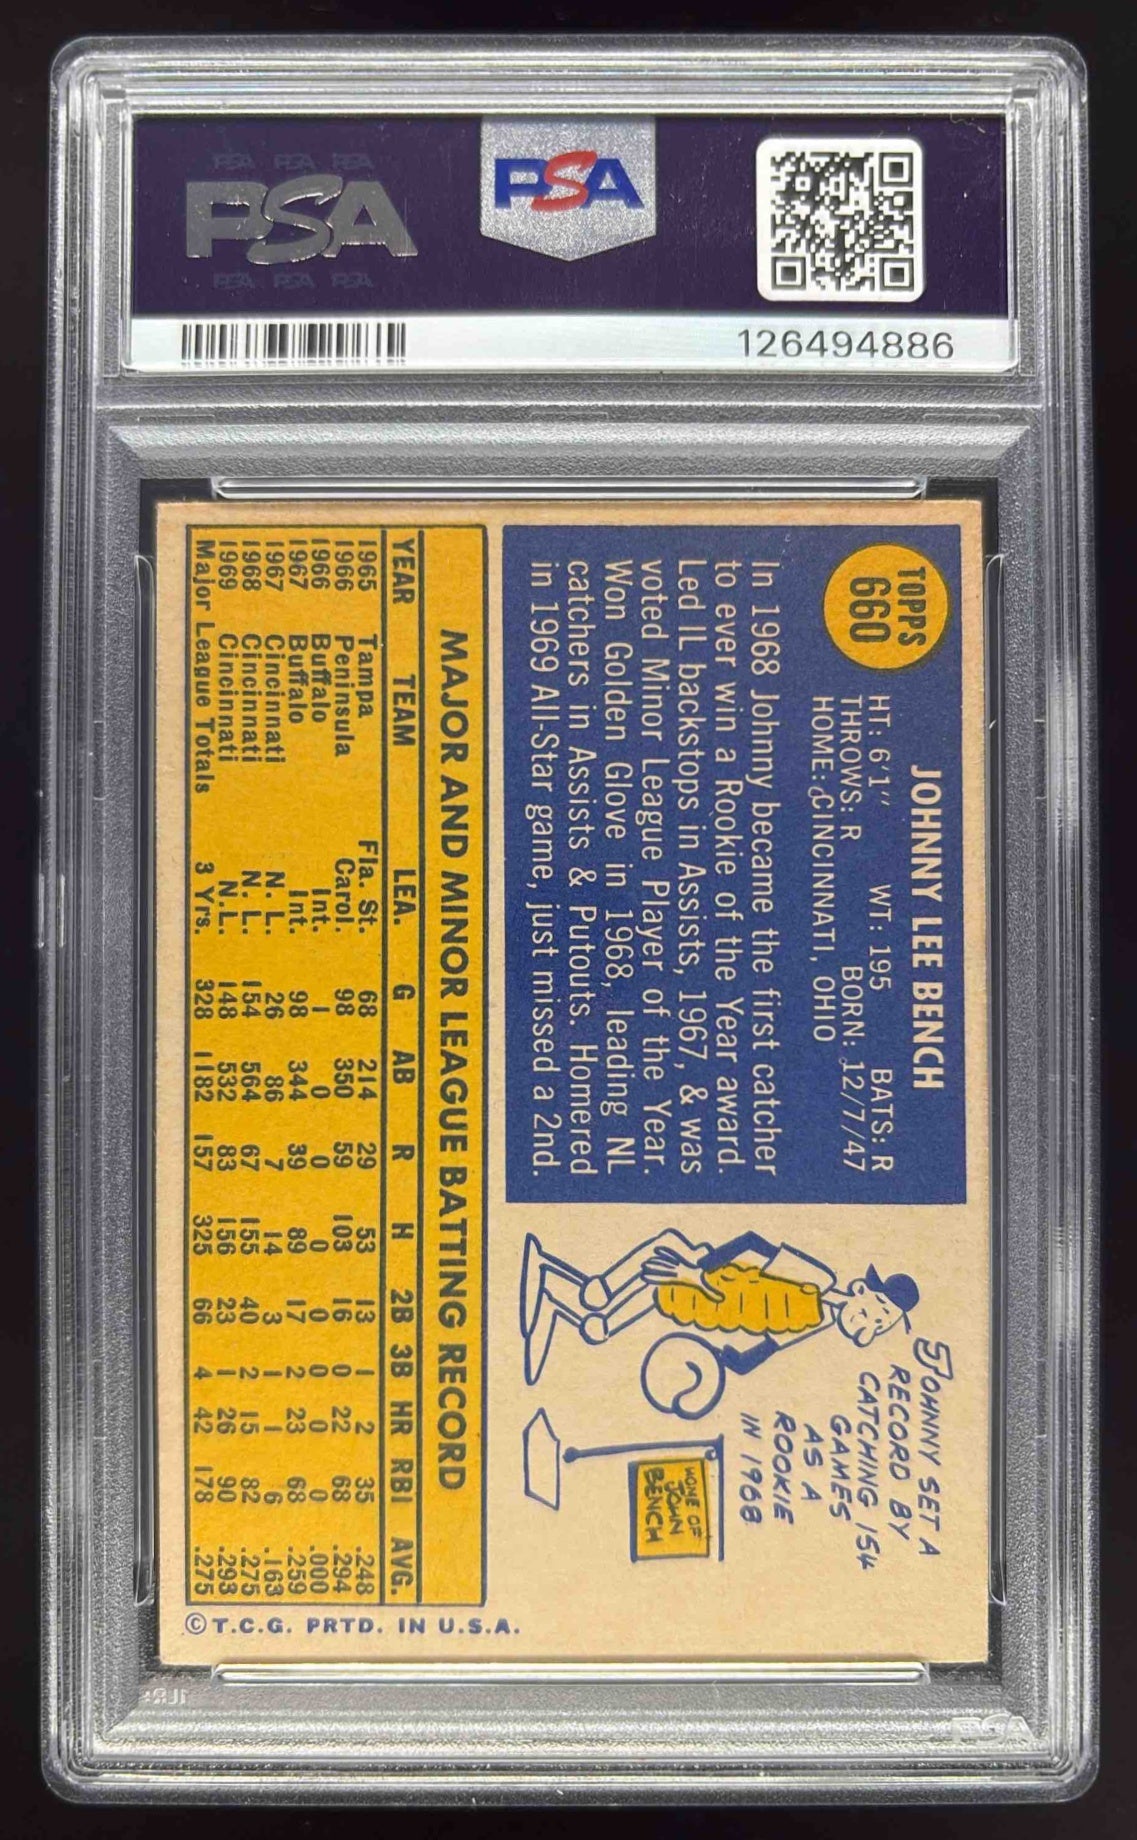 PSA PSA PSA
PSA
PSA PSA PSA
PSA
126494886
TOPPS
660
JOHNNY LEE BENCH
HT: 6'1" WT: 195 BATS: R
THROWS: R BORN: 12/7/47
HOME: CINCINNATI, OHIO
In 1968 Johnny became the first catcher
to ever win a Rookie of the Year award.
Led IL backstops in Assists, 1967, & was
voted Minor League Player of the Year.
Won Golden Glove in 1968, leading NL
catchers in Assists & Putouts. Homered
in 1969 All-Star game, just missed a 2nd.
JOHNNY SET A
RECORD BY
CATCHING 154
GAMES
AS A
ROOKIE
IN 1968
HOME OF
JOHN
BENCH
MAJOR AND MINOR LEAGUE BATTING RECORD
YEAR TEAM LEA. G AB R H 2B 3B HR RBI AVG.
1965 Tampa Fla. St. 68 214 29 53 13 1 2 35 .248
1966 Peninsula Carol. 98 350 59 103 16 0 22 68 .294
1966 Buffalo Int. 1 0 0 0 0 0 0 0 .000
1967 Buffalo Int. 98 344 39 89 17 2 23 68 .259
1967 Cincinnati N. L. 26 86 7 14 3 1 1 6 .163
1968 Cincinnati N. L. 154 564 67 155 40 2 15 82 .275
1969 Cincinnati N.L. 148 532 83 156 23 1 26 90 .293
Major League Totals 3 Yrs. 328 1182 157 325 66 4 42 178 .275
©T.C.G. PRTD. IN U.S.A.